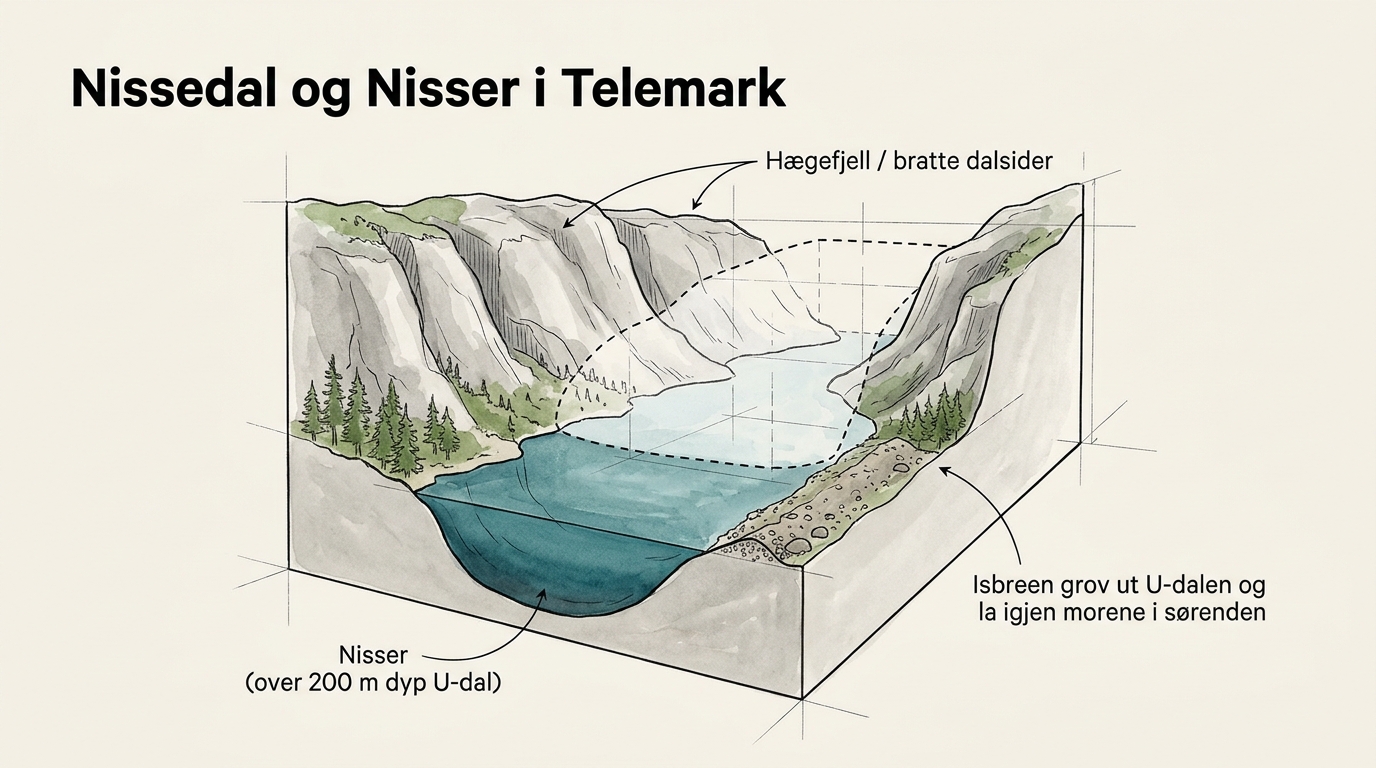 Nissedal og Nisser i Telemark
Hægefjell / bratte dalsider
Isbreen grov ut U-dalen og
la igjen morene i sørenden
Nisser
(over 200 m dyp U-dal)